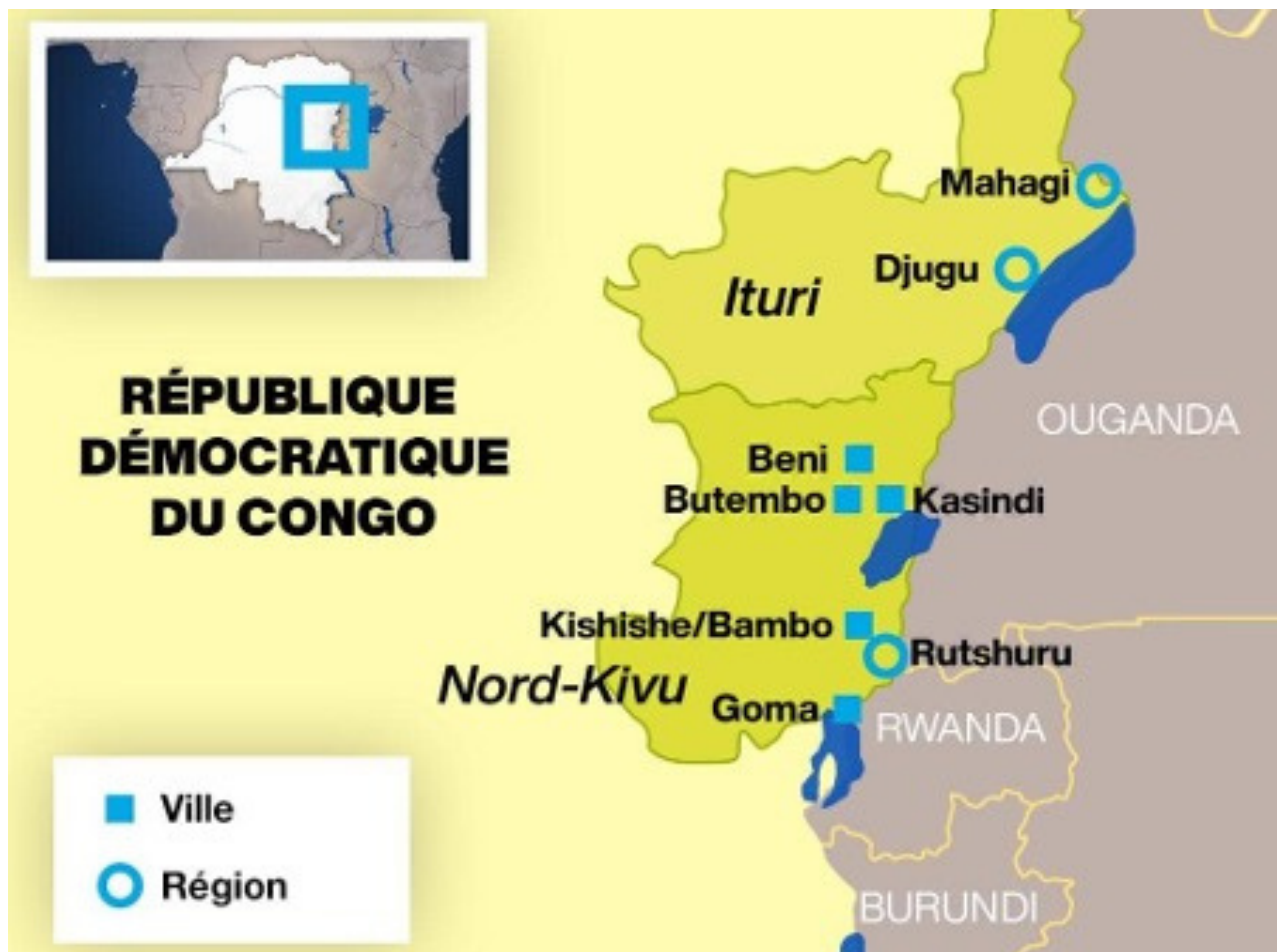 RÉPUBLIQUE
DÉMOCRATIQUE
DU CONGO
Mahagi
Djugu
Ituri
OUGANDA
Beni
Butembo
Kasindi
Kishishe/Bambo
Rutshuru
Nord-Kivu
Goma
RWANDA
BURUNDI
Ville
Région